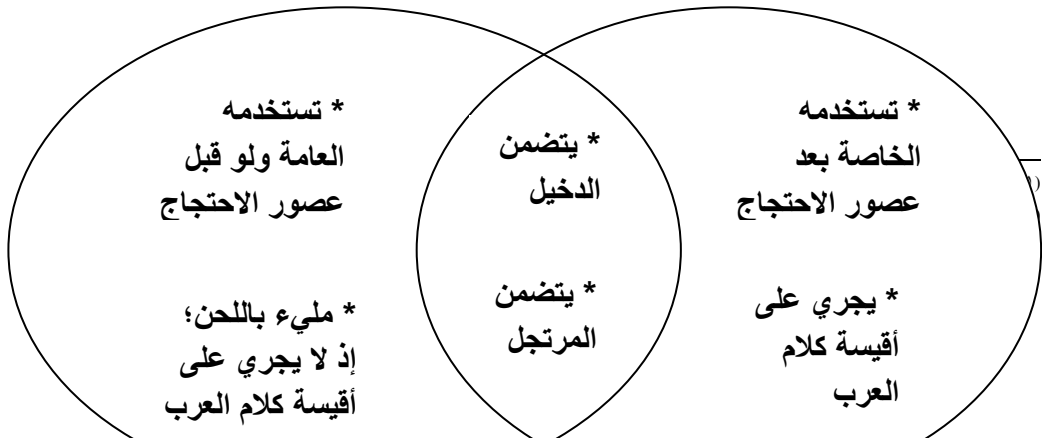 * تستخدمه
الخاصة بعد
عصور الاحتجاج
* يجري على
أقيسة كلام
العرب
* يتضمن
الدخيل
* يتضمن
المرتجل
* تستخدمه
العامة ولو قبل
عصور الاحتجاج
* مليء باللحن؛
إذ لا يجري على
أقيسة كلام العرب